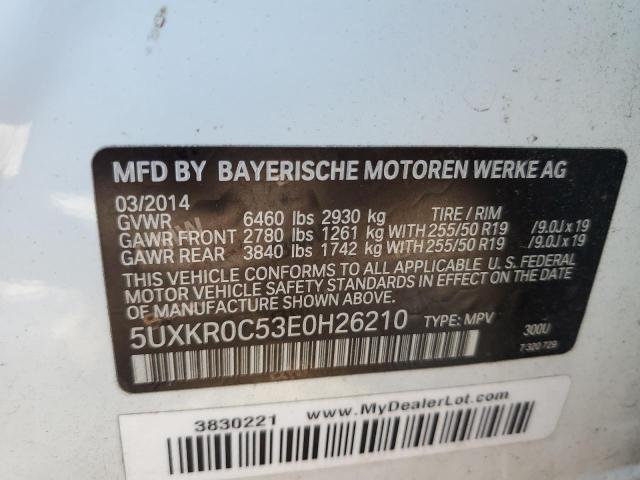 MFD BY BAYERISCHE MOTOREN WERKE AG
03/2014
GVWR 6460 lbs 2930 kg TIRE / RIM
GAWR FRONT 2780 lbs 1261 kg WITH 255/50 R19 /9.0J x 19
GAWR REAR 3840 lbs 1742 kg WITH 255/50 R19 /9.0J x 19
THIS VEHICLE CONFORMS TO ALL APPLICABLE U.S. FEDERAL
MOTOR VEHICLE SAFETY STANDARDS IN EFFECT ON THE DATE
OF MANUFACTURE SHOWN ABOVE.
5UXKR0C53E0H26210 TYPE: MPV 300U
7 320 729
3830221 www.MyDealerLot.com